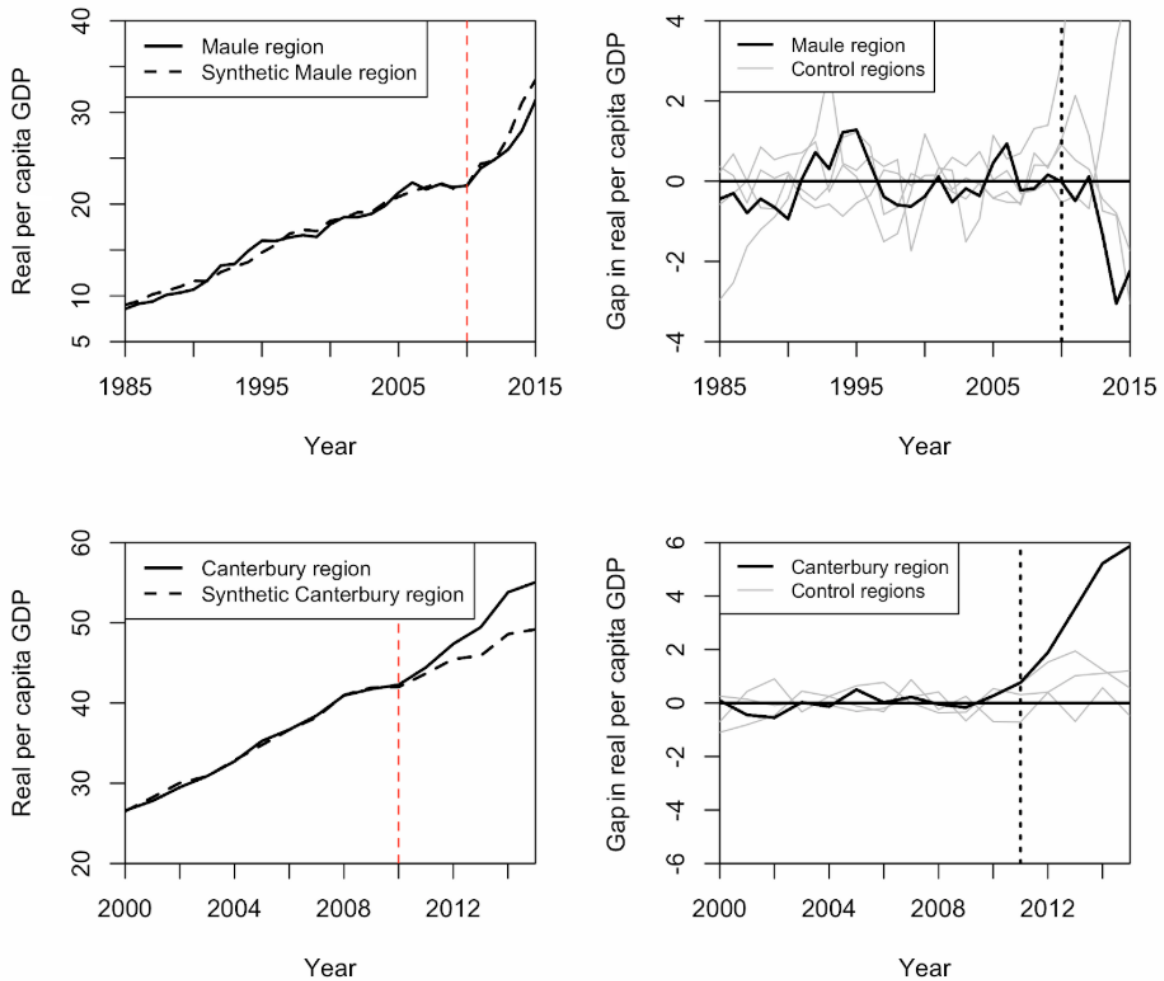 Real per capita GDP
40
30
20
10
5
Maule region
Synthetic Maule region
1985
1995
2005
2015
Year
Gap in real per capita GDP
4
2
0
-2
-4
Maule region
Control regions
1985
1995
2005
2015
Year
Real per capita GDP
60
50
40
30
20
Canterbury region
Synthetic Canterbury region
2000
2004
2008
2012
Year
Gap in real per capita GDP
6
4
2
0
-2
-4
-6
Canterbury region
Control regions
2000
2004
2008
2012
Year